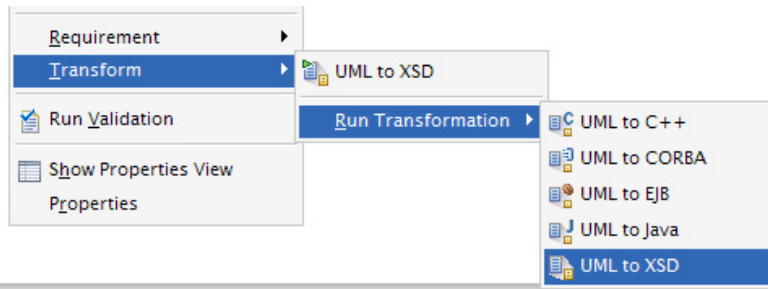 Requirement
Transform
Run Validation
Show Properties View
Properties
UML to XSD
Run Transformation
UML to C++
UML to CORBA
UML to EJB
UML to Java
UML to XSD